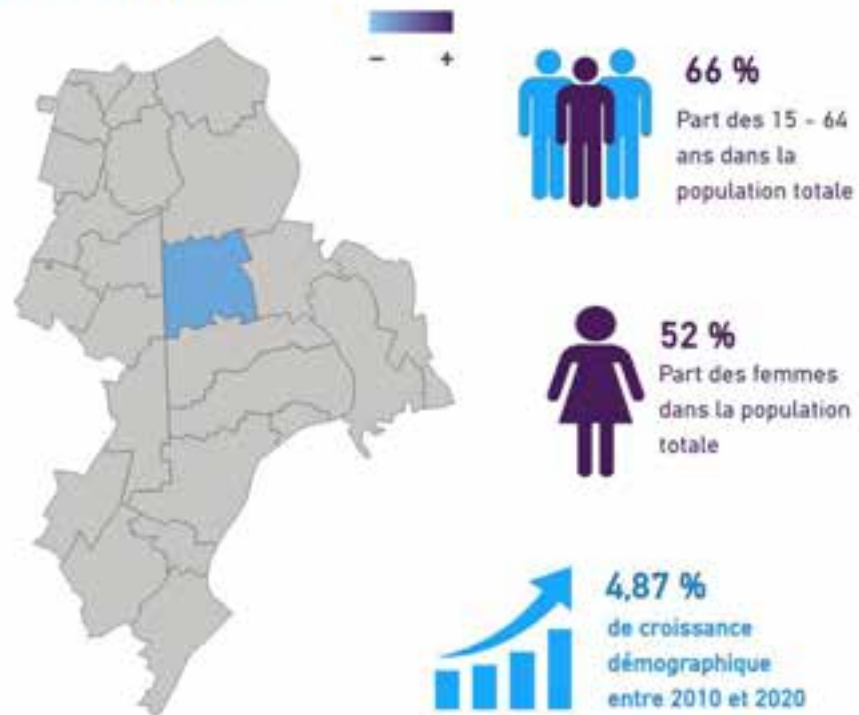 – +
66 %
Part des 15 - 64
ans dans la
population totale
52 %
Part des femmes
dans la population
totale
4,87 %
de croissance
démographique
entre 2010 et 2020